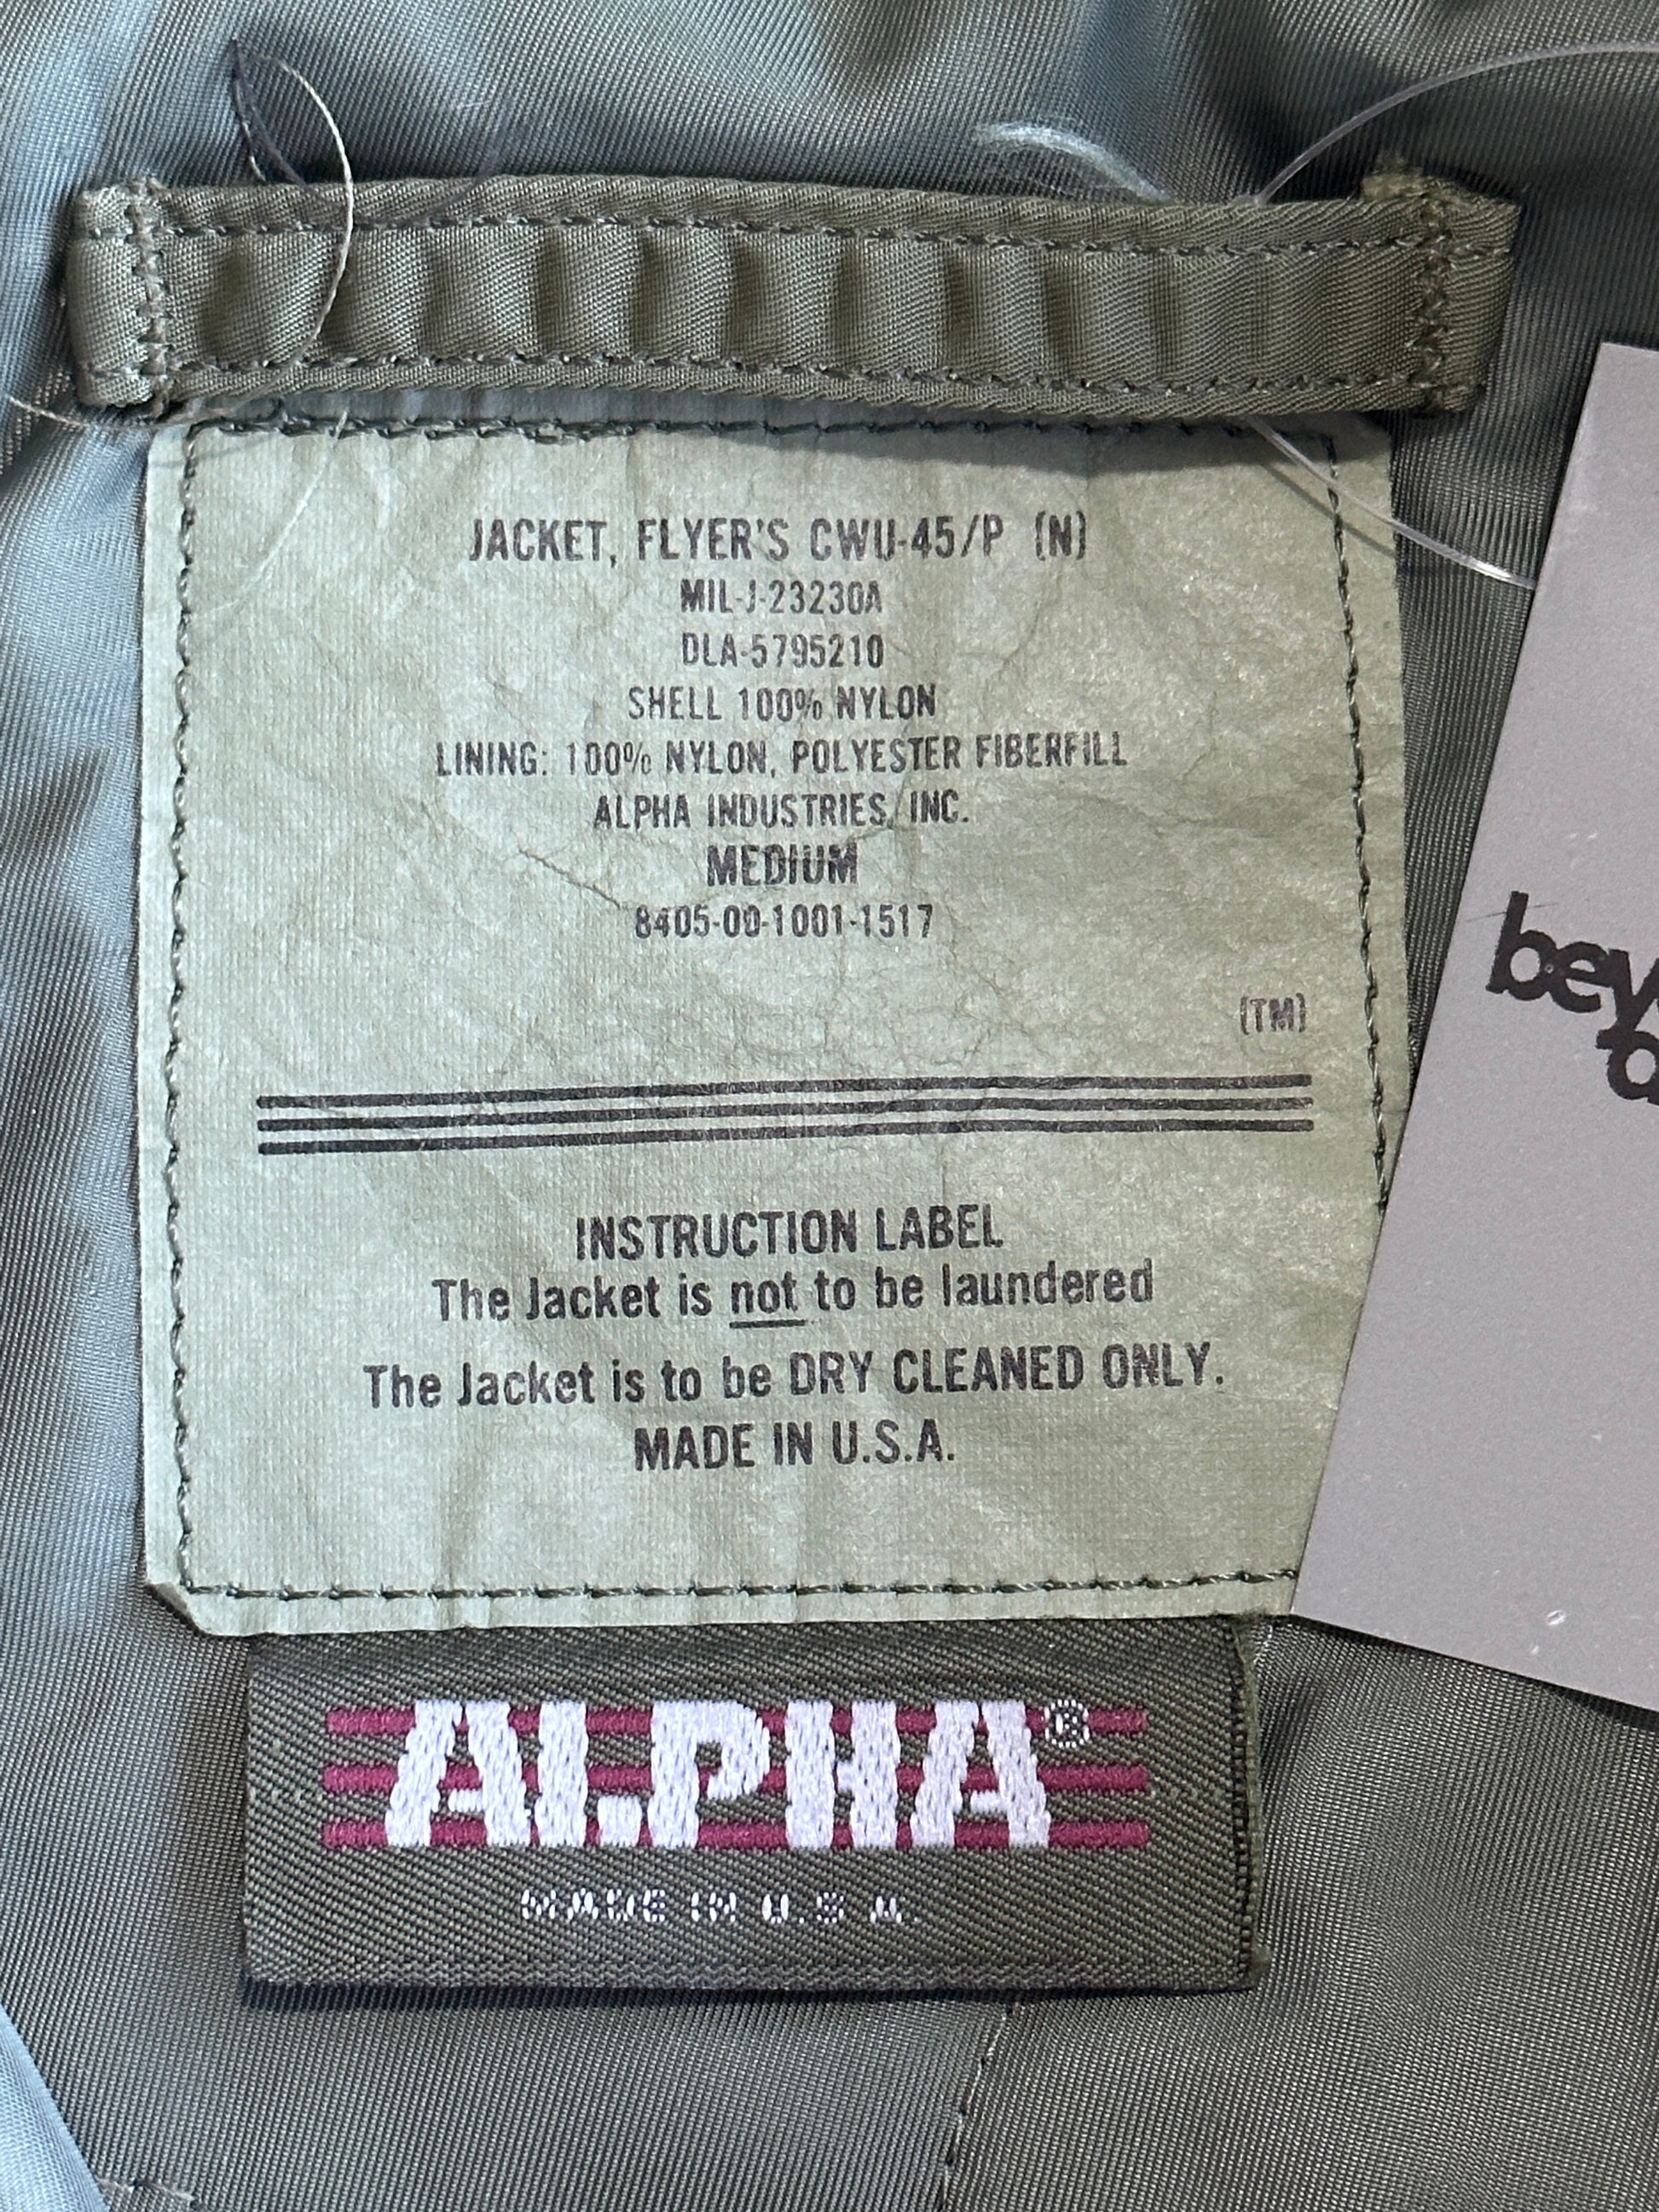 JACKET, FLYER'S CWU-45/P (N)
MIL-J-23230A
DLA-5795210
SHELL 100% NYLON
LINING: 100% NYLON, POLYESTER FIBERFILL
ALPHA INDUSTRIES, INC.
MEDIUM
8405-00-1001-1517
(TM)
INSTRUCTION LABEL
The Jacket is not to be laundered
The Jacket is to be DRY CLEANED ONLY.
MADE IN U.S.A.
ALPHA®
MADE IN U.S.A.